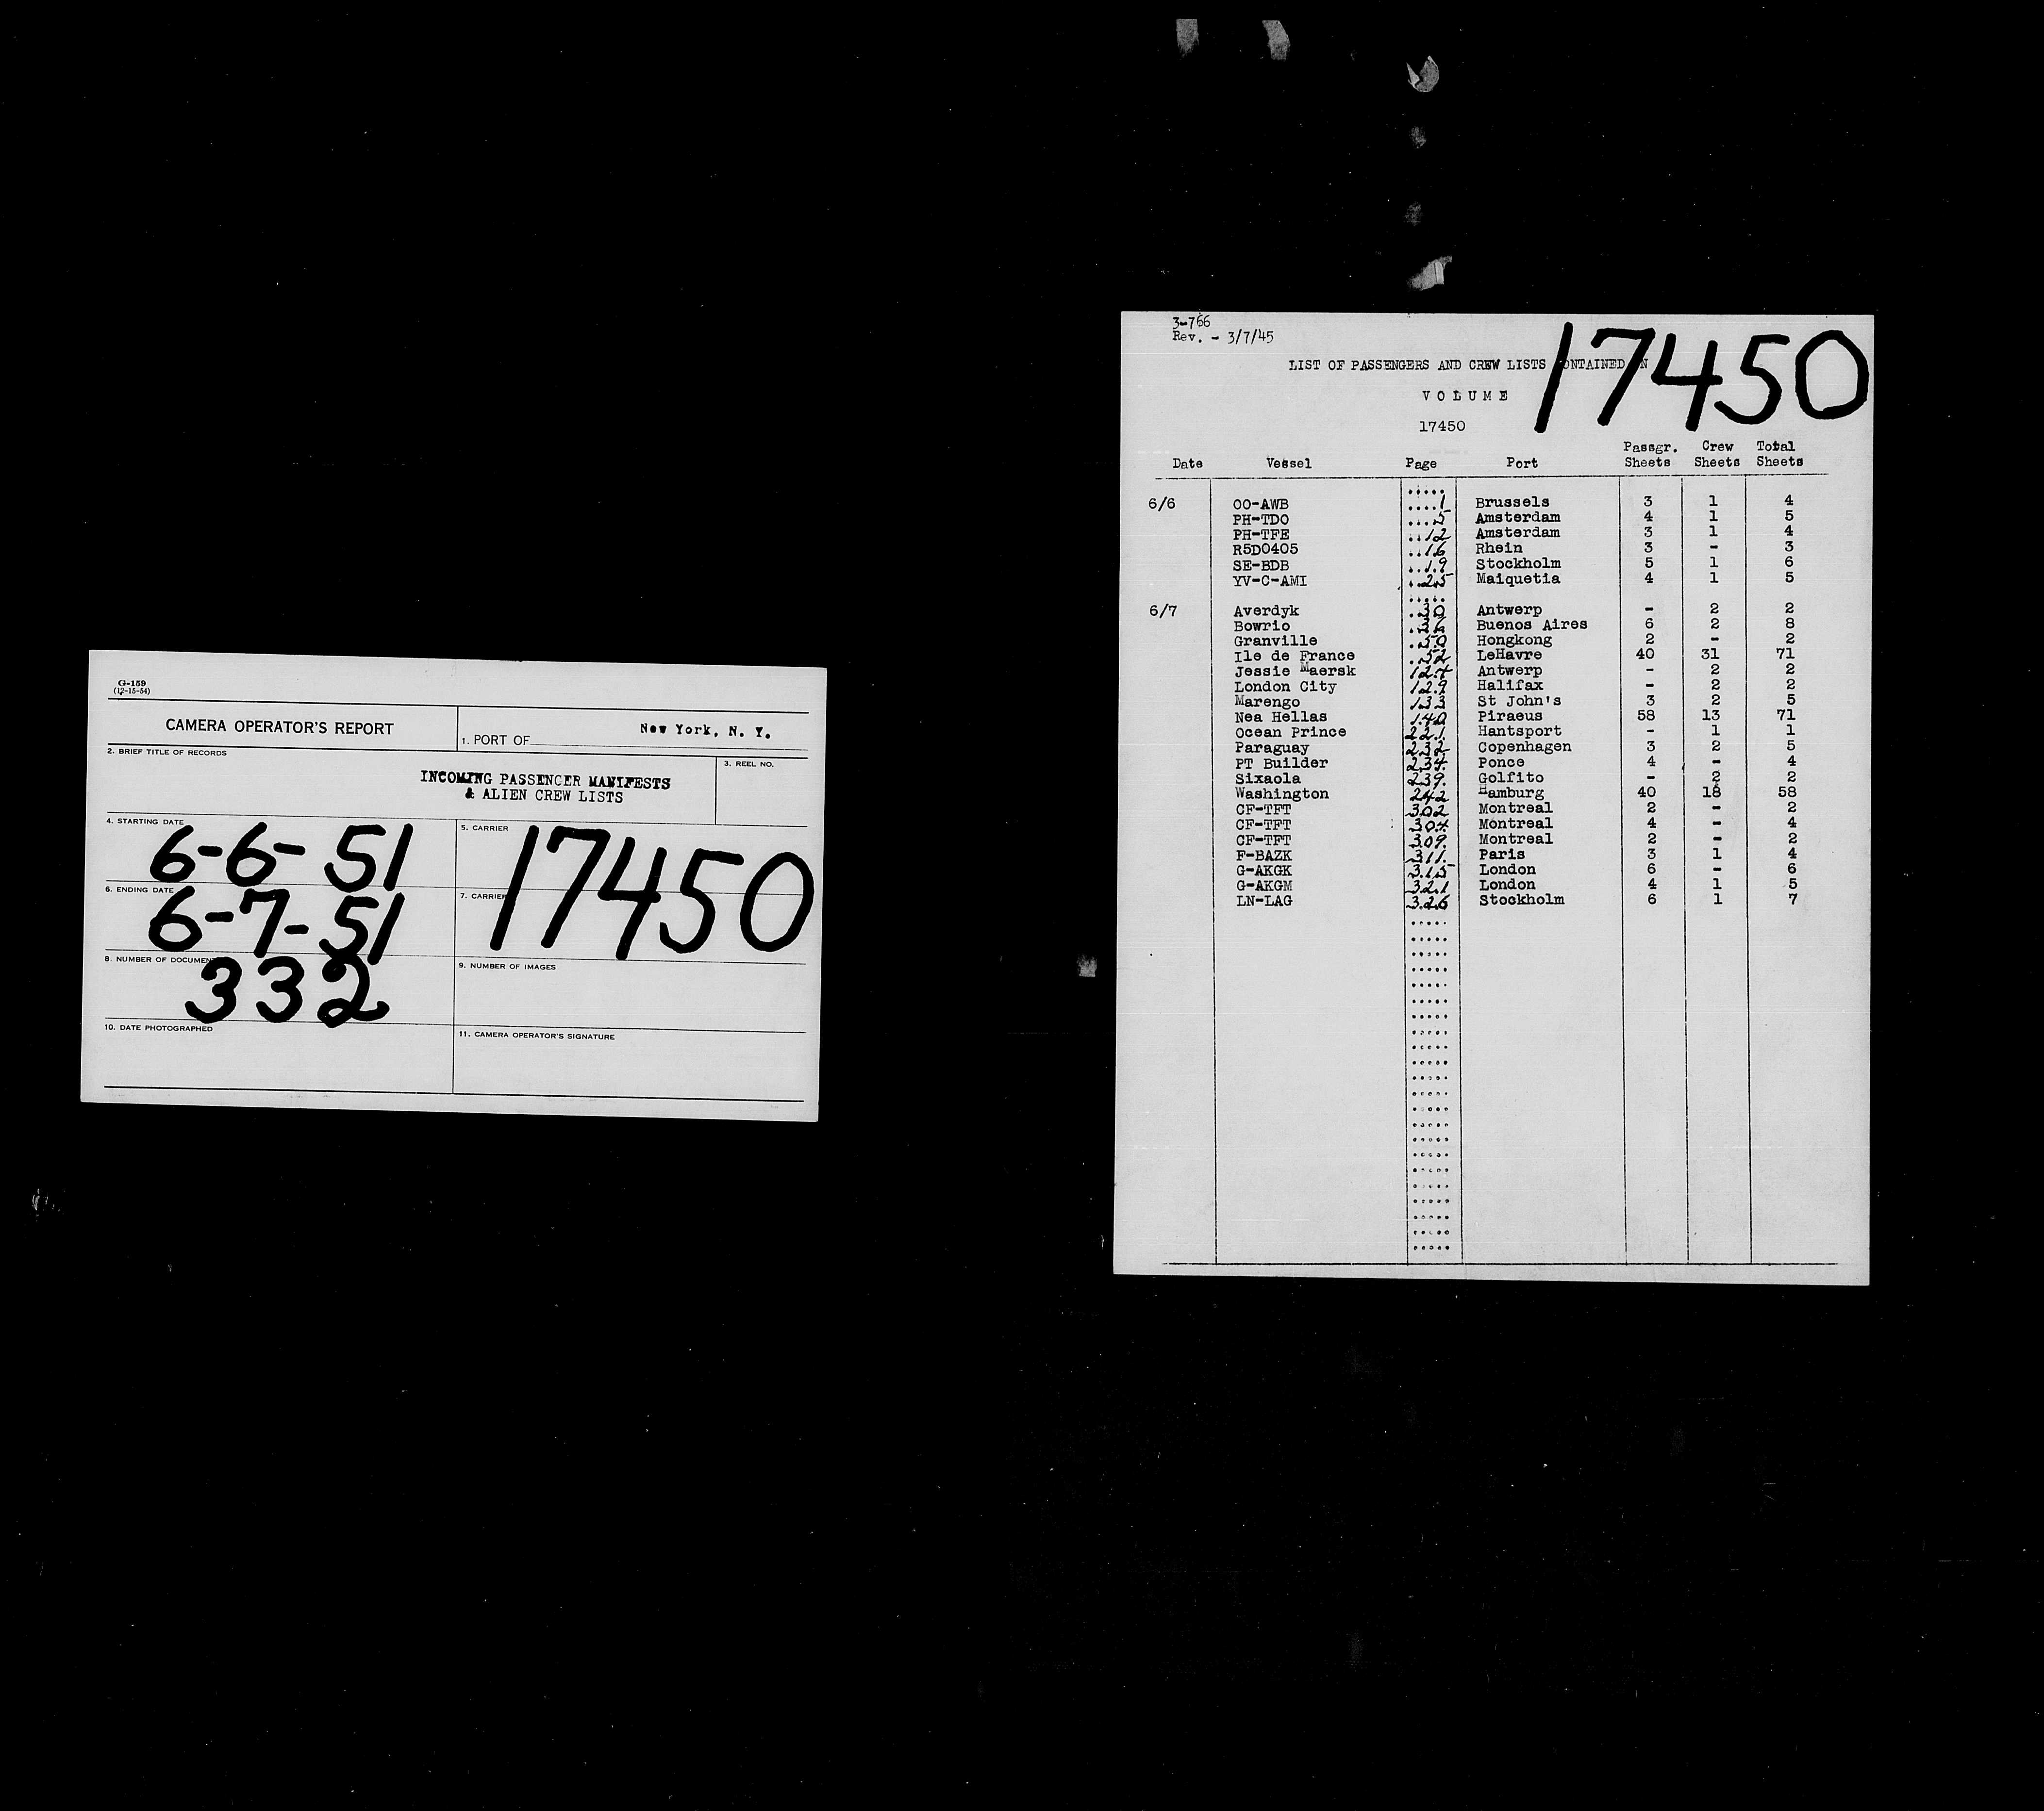 G-159
(12-15-54)
CAMERA OPERATOR'S REPORT
1. PORT OF New York, N. Y.
2. BRIEF TITLE OF RECORDS
INCOMING PASSENGER MANIFESTS
& ALIEN CREW LISTS
3. REEL NO.
4. STARTING DATE
6-6-51
5. CARRIER
17450
6. ENDING DATE
6-7-51
7. CARRIER
8. NUMBER OF DOCUMENTS
332
9. NUMBER OF IMAGES
10. DATE PHOTOGRAPHED
11. CAMERA OPERATOR'S SIGNATURE
3-766
Rev. - 3/7/45
17450
LIST OF PASSENGERS AND CREW LISTS CONTAINED IN
VOLUME
17450
Date Vessel Page Port Passgr. Sheets Crew Sheets Total Sheets
6/6 OO-AWB 1 Brussels 3 1 4
PH-TDO 5 Amsterdam 4 1 5
PH-TFE 12 Amsterdam 3 1 4
R5D0405 16 Rhein 3 - 3
SE-BDB 19 Stockholm 5 1 6
YV-C-AMI 25 Maiquetia 4 1 5
6/7 Averdyk 30 Antwerp - 2 2
Bowrio 36 Buenos Aires 6 2 8
Granville 50 Hongkong 2 - 2
Ile de France 52 LeHavre 40 31 71
Jessie Maersk 127 Antwerp - 2 2
London City 129 Halifax - 2 2
Marengo 133 St John's 3 2 5
Nea Hellas 140 Piraeus 58 13 71
Ocean Prince 221 Hantsport - 1 1
Paraguay 232 Copenhagen 3 2 5
PT Builder 234 Ponce 4 - 4
Sixaola 239 Golfito - 2 2
Washington 242 Hamburg 40 18 58
CF-TFT 302 Montreal 2 - 2
CF-TFT 304 Montreal 4 - 4
CF-TFT 309 Montreal 2 - 2
F-BAZK 311 Paris 3 1 4
G-AKGK 315 London 6 - 6
G-AKGM 321 London 4 1 5
LN-LAG 326 Stockholm 6 1 7